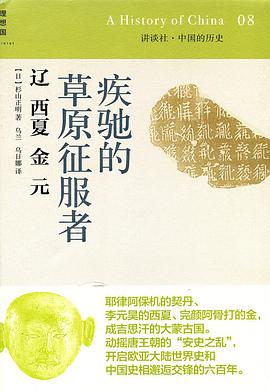 理想国
A History of China 08
讲谈社·中国的历史
疾驰的
草原征服者
辽 西夏 金 元
【日】杉山正明 著 乌兰 乌日娜 译
耶律阿保机的契丹、
李元昊的西夏、完颜阿骨打的金，
成吉思汗的大蒙古国。
动摇唐王朝的“安史之乱”，
开启欧亚大陆世界史和
中国史相邂逅交锋的六百年。